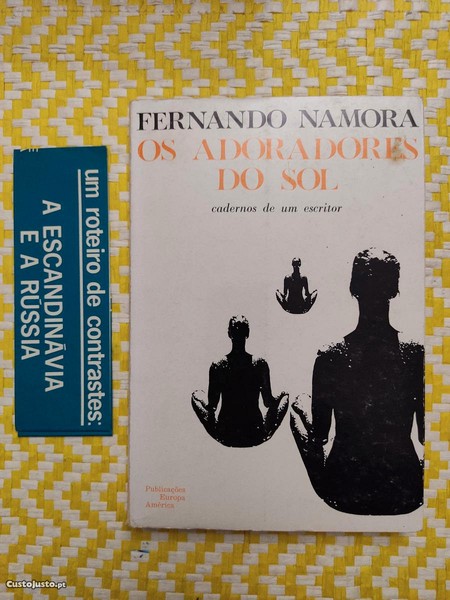 FERNANDO NAMORA
OS ADORADORES
DO SOL
cadernos de um escritor
Publicações
Europa
América
um roteiro de contrastes:
A ESCANDINÁVIA
E A RÚSSIA
CustoJusto.pt